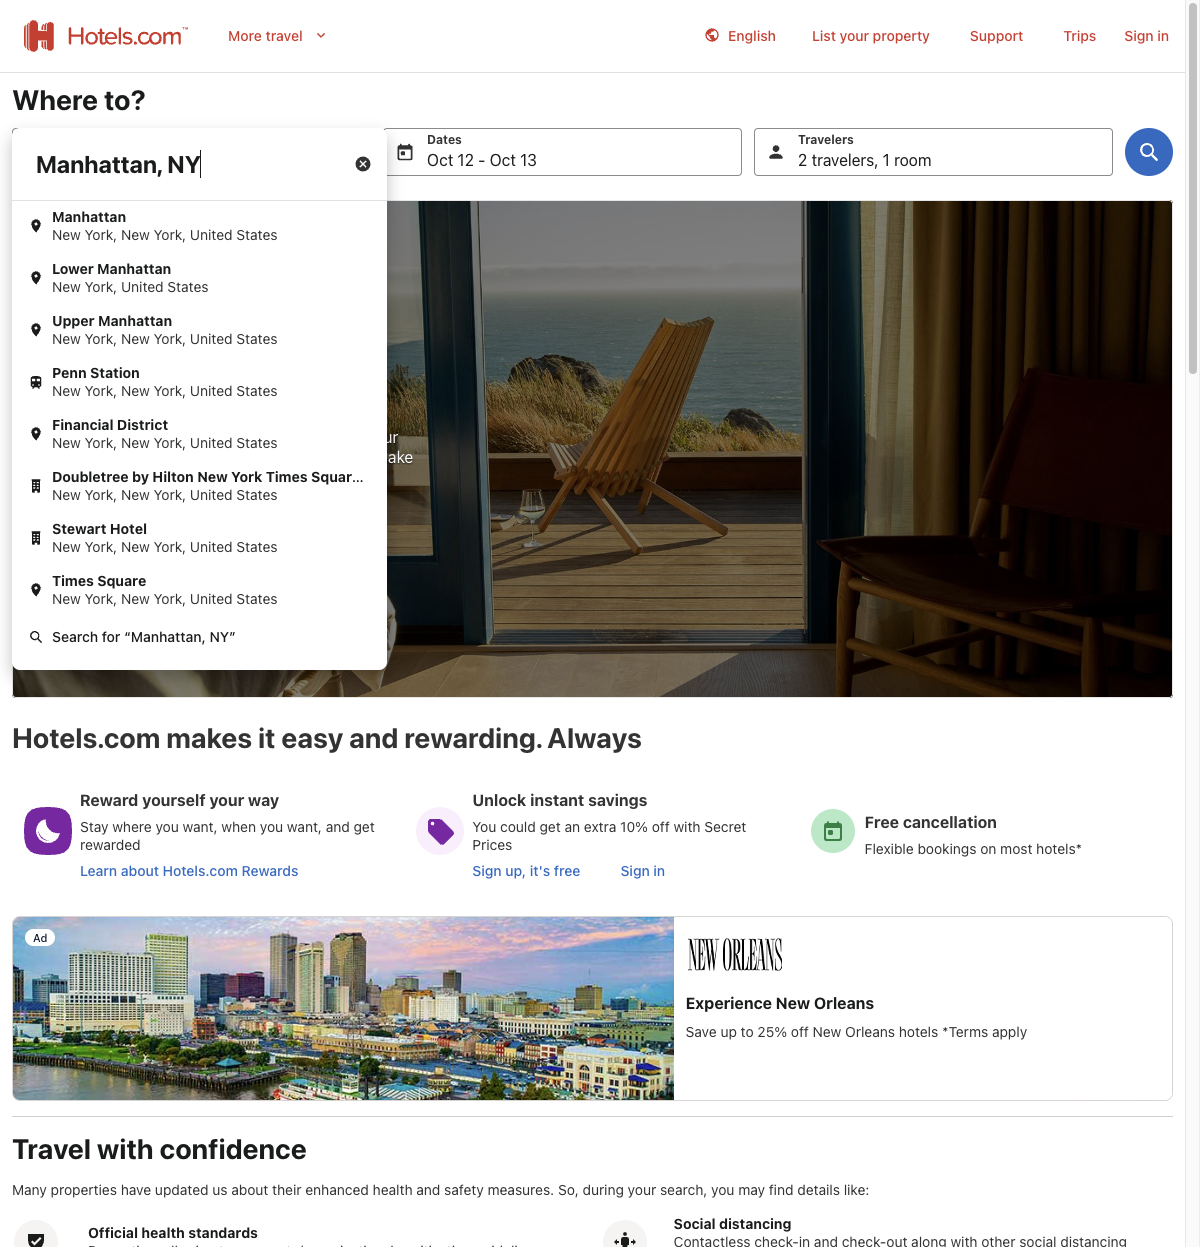 Hotels.com™
More travel
English
List your property
Support
Trips
Sign in
Where to?
Manhattan, NY
Dates
Oct 12 - Oct 13
Travelers
2 travelers, 1 room
Manhattan
New York, New York, United States
Lower Manhattan
New York, United States
Upper Manhattan
New York, New York, United States
Penn Station
New York, New York, United States
Financial District
New York, New York, United States
Doubletree by Hilton New York Times Squar...
New York, New York, United States
Stewart Hotel
New York, New York, United States
Times Square
New York, New York, United States
Search for “Manhattan, NY”
Hotels.com makes it easy and rewarding. Always
Reward yourself your way
Stay where you want, when you want, and get
rewarded
Learn about Hotels.com Rewards
Unlock instant savings
You could get an extra 10% off with Secret
Prices
Sign up, it's free
Sign in
Free cancellation
Flexible bookings on most hotels*
Ad
NEW ORLEANS
Experience New Orleans
Save up to 25% off New Orleans hotels *Terms apply
Travel with confidence
Many properties have updated us about their enhanced health and safety measures. So, during your search, you may find details like:
Official health standards
Social distancing
Contactless check-in and check-out along with other social distancing